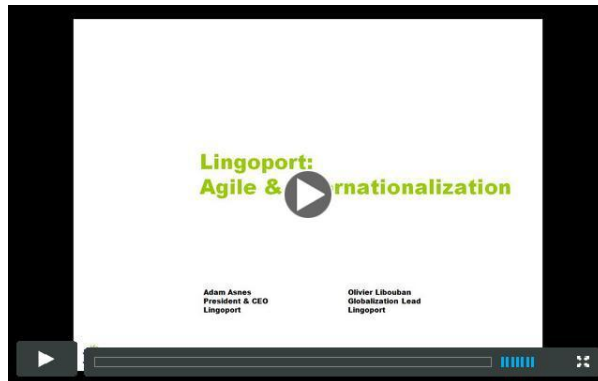 Lingoport:
Agile & rnationalization
Adam Asnes
President & CEO
Lingoport
Olivier Libouban
Globalization Lead
Lingoport